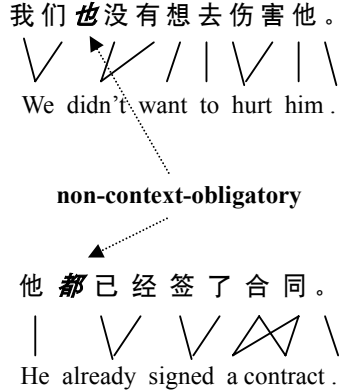 我们也没有想去伤害他。
We didn't want to hurt him .
non-context-obligatory
他都已经签了合同。
He already signed a contract .